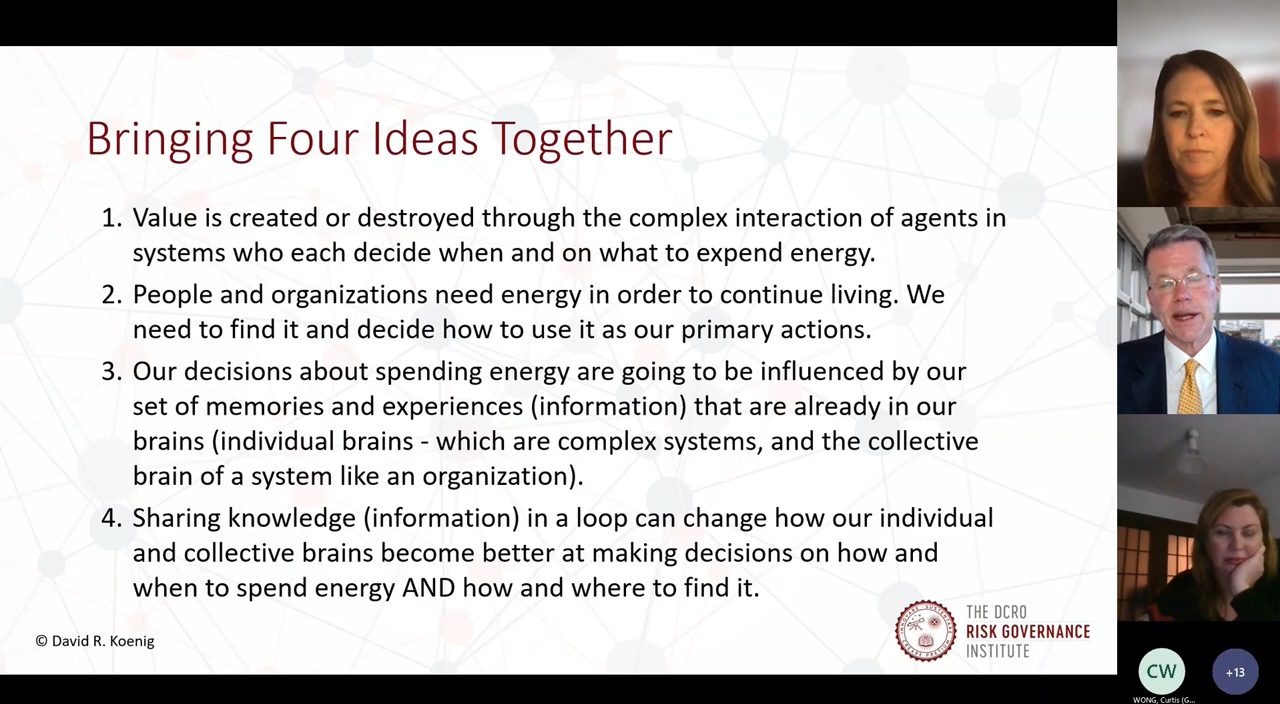 Bringing Four Ideas Together
1. Value is created or destroyed through the complex interaction of agents in
systems who each decide when and on what to expend energy.
2. People and organizations need energy in order to continue living. We
need to find it and decide how to use it as our primary actions.
3. Our decisions about spending energy are going to be influenced by our
set of memories and experiences (information) that are already in our
brains (individual brains - which are complex systems, and the collective
brain of a system like an organization).
4. Sharing knowledge (information) in a loop can change how our individual
and collective brains become better at making decisions on how and
when to spend energy AND how and where to find it.
© David R. Koenig
THE DCRO
RISK GOVERNANCE
INSTITUTE
CW
+13
WONG, Curtis (G...